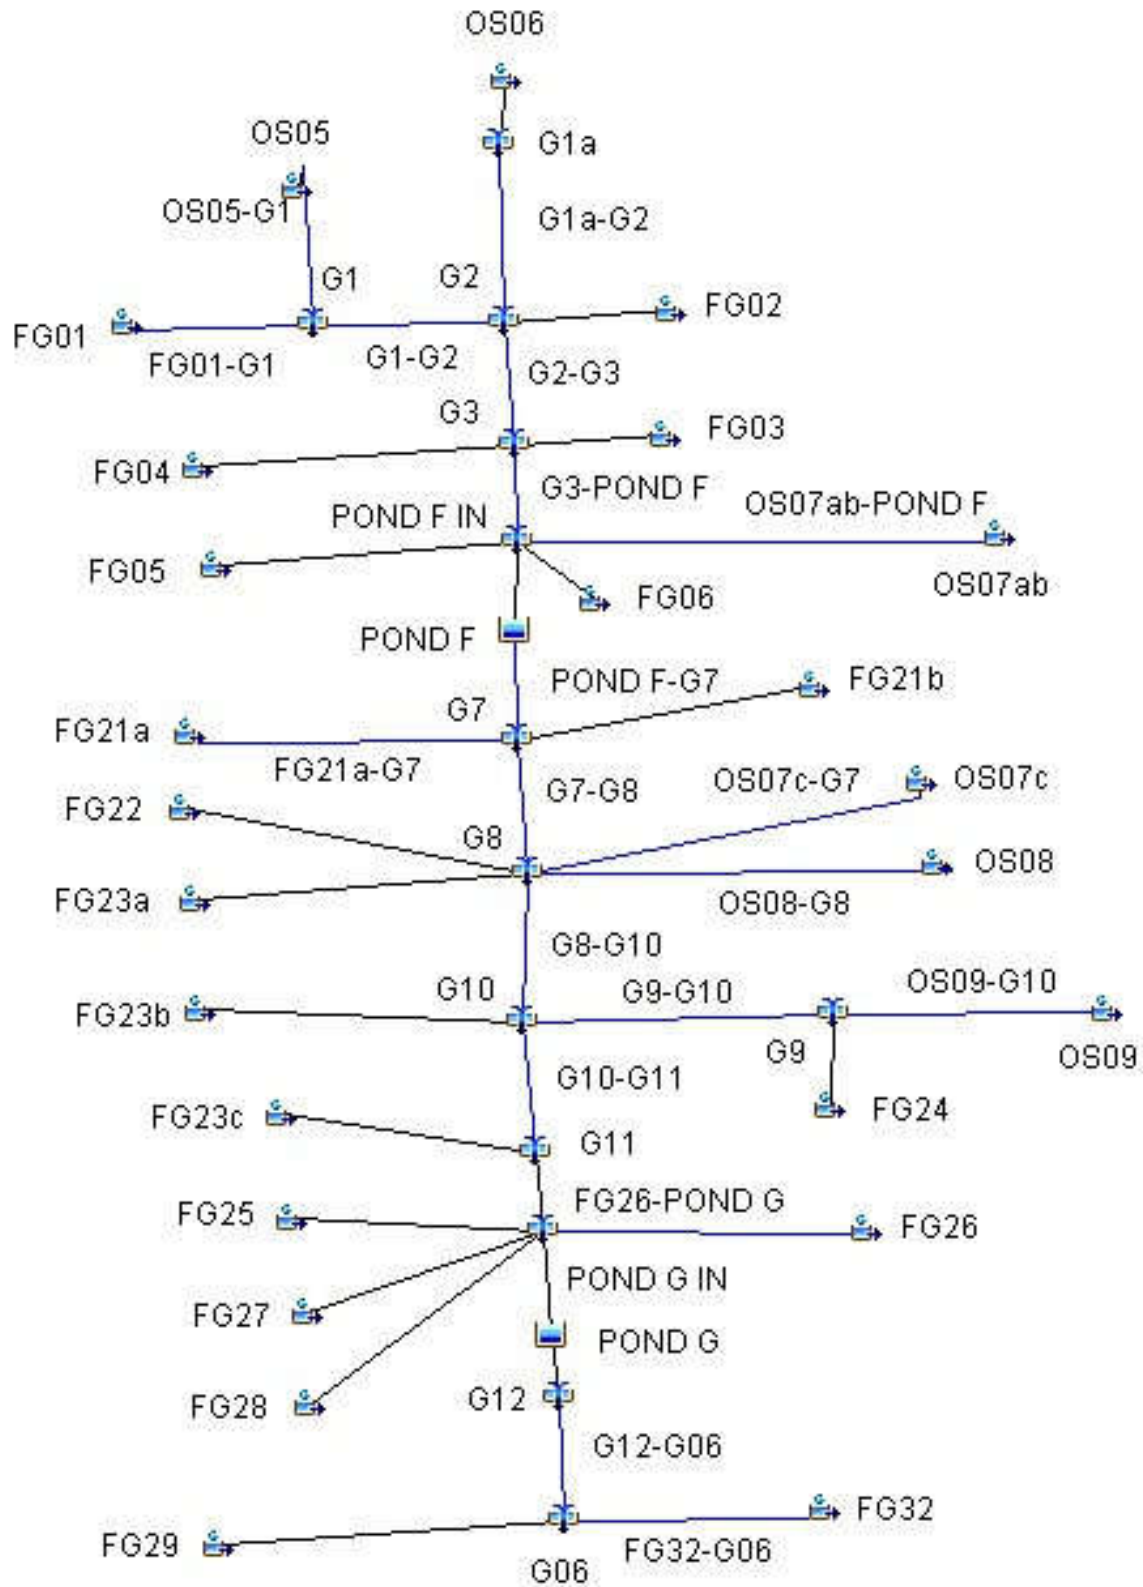 OS06
G1a
OS05
OS05-G1
G1a-G2
G1
G2
FG02
FG01
FG01-G1
G1-G2
G2-G3
G3
FG03
FG04
G3-POND F
OS07ab-POND F
POND F IN
FG05
FG06
OS07ab
POND F
POND F-G7
FG21b
G7
FG21a
FG21a-G7
G7-G8
OS07c-G7
OS07c
FG22
G8
OS08
FG23a
OS08-G8
G8-G10
G10
G9-G10
OS09-G10
FG23b
G9
OS09
G10-G11
FG23c
FG24
G11
FG25
FG26-POND G
FG26
POND G IN
FG27
POND G
FG28
G12
G12-G06
FG32
FG29
FG32-G06
G06